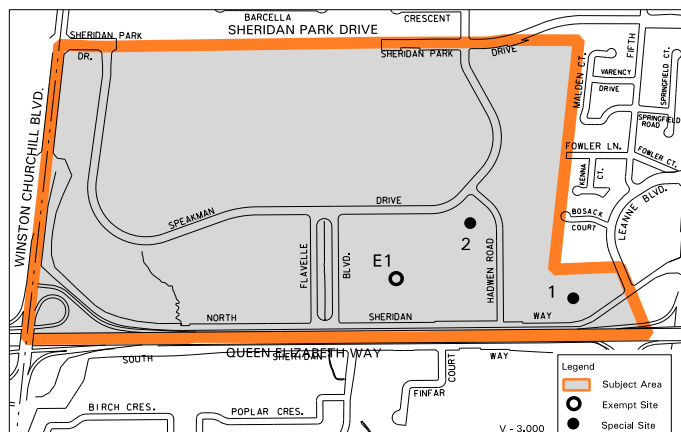 BARCELLA
CRESCENT
SHERIDAN PARK DRIVE
SHERIDAN PARK
DR.
SHERIDAN PARK
DRIVE
WINSTON CHURCHILL BLVD.
MALDEN CT.
FIFTH
VARENCY
DRIVE
SPRINGFIELD CT.
SPRINGFIELD
ROAD
FOWLER LN.
FOWLER CT.
KENNA
CT.
BOSACK
COURT
LEANNE BLVD.
SPEAKMAN
DRIVE
2
FLAVELLE
BLVD.
E1
HADWEN ROAD
1
NORTH
SHERIDAN
WAY
QUEEN ELIZABETH WAY
SOUTH
SHERIDAN
WAY
FINFAR
COURT
BIRCH CRES.
POPLAR CRES.
V - 3.000
Legend
Subject Area
Exempt Site
Special Site